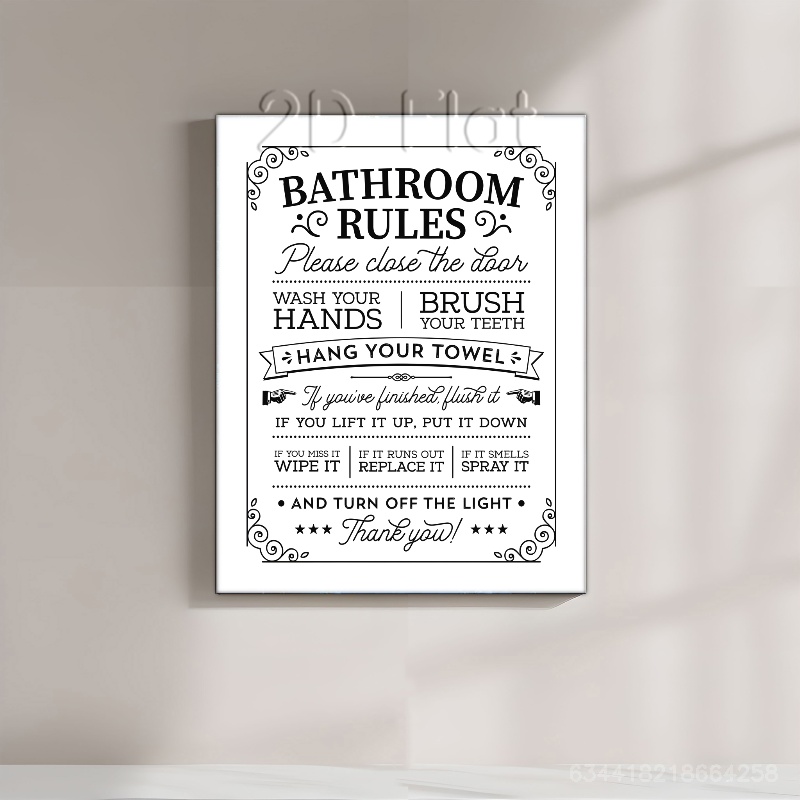 2D Flat
BATHROOM
RULES
Please close the door
WASH YOUR
HANDS
BRUSH
YOUR TEETH
HANG YOUR TOWEL
If you've finished, flush it
IF YOU LIFT IT UP, PUT IT DOWN
IF YOU MISS IT
WIPE IT
IF IT RUNS OUT
REPLACE IT
IF IT SMELLS
SPRAY IT
• AND TURN OFF THE LIGHT •
★★★ Thank you! ★★★
634418218664258